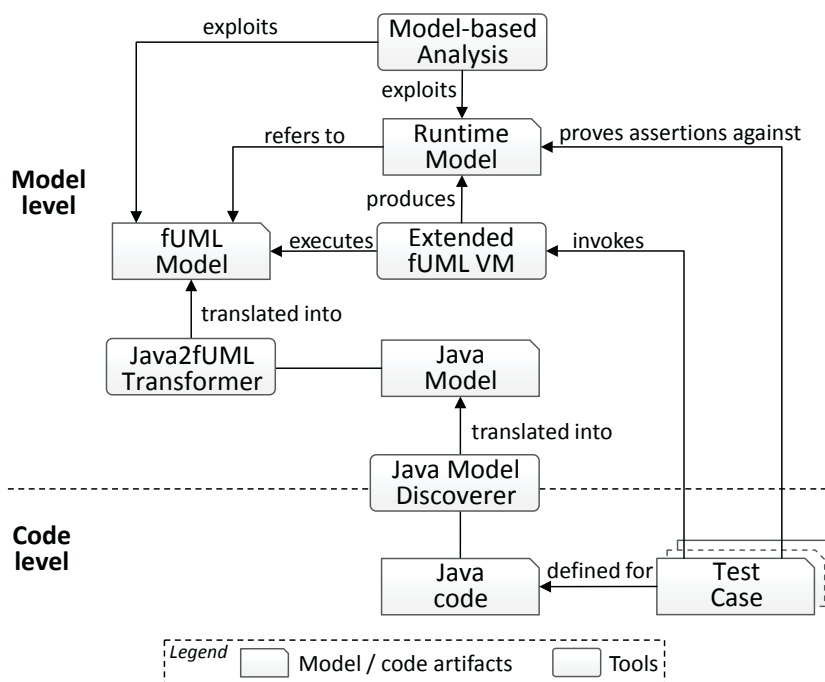 exploits
Model-based
Analysis
exploits
refers to
Runtime
Model
proves assertions against
Model
level
produces
fUML
Model
executes
Extended
fUML VM
invokes
translated into
Java2fUML
Transformer
Java
Model
translated into
Java Model
Discoverer
Code
level
Java
code
defined for
Test
Case
Legend
Model / code artifacts
Tools